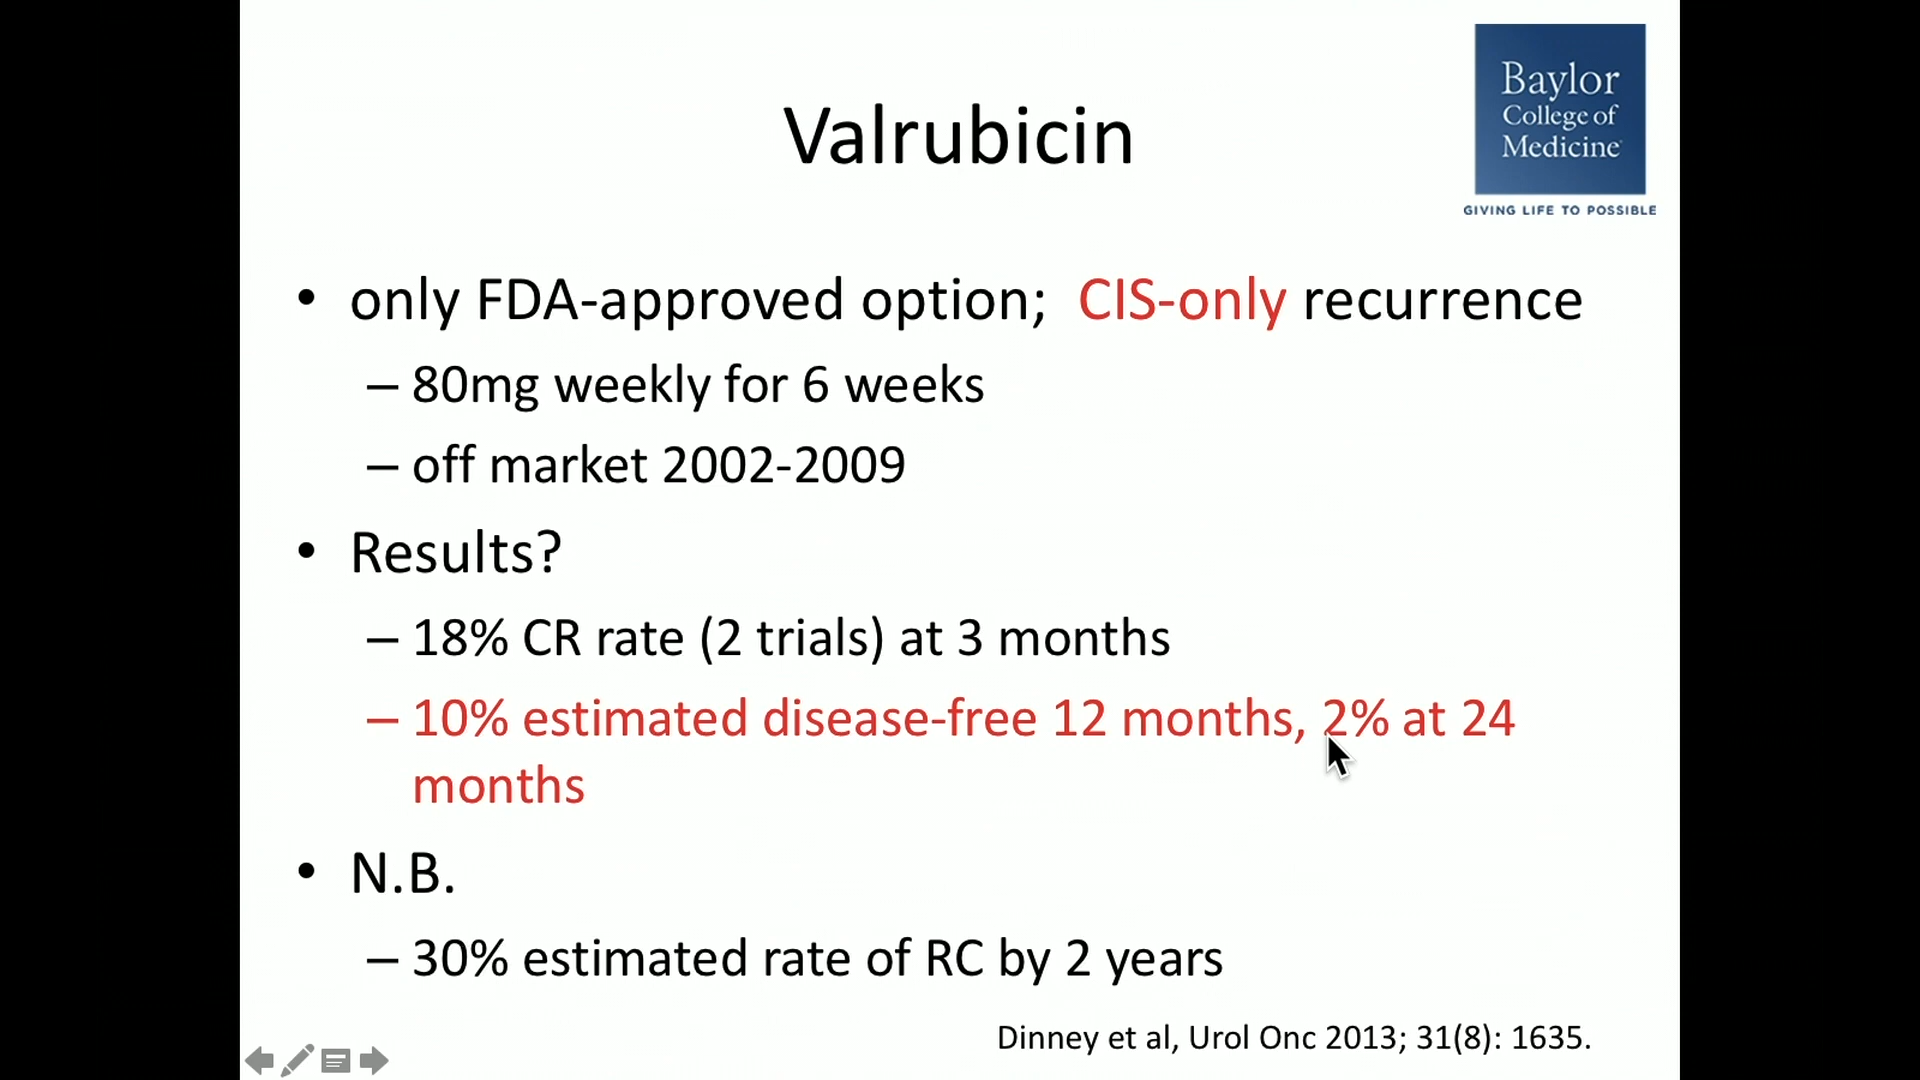 Baylor
College of
Medicine
GIVING LIFE TO POSSIBLE
Valrubicin
• only FDA-approved option;  CIS-only recurrence
– 80mg weekly for 6 weeks
– off market 2002-2009
• Results?
– 18% CR rate (2 trials) at 3 months
– 10% estimated disease-free 12 months, 2% at 24
months
• N.B.
– 30% estimated rate of RC by 2 years
Dinney et al, Urol Onc 2013; 31(8): 1635.